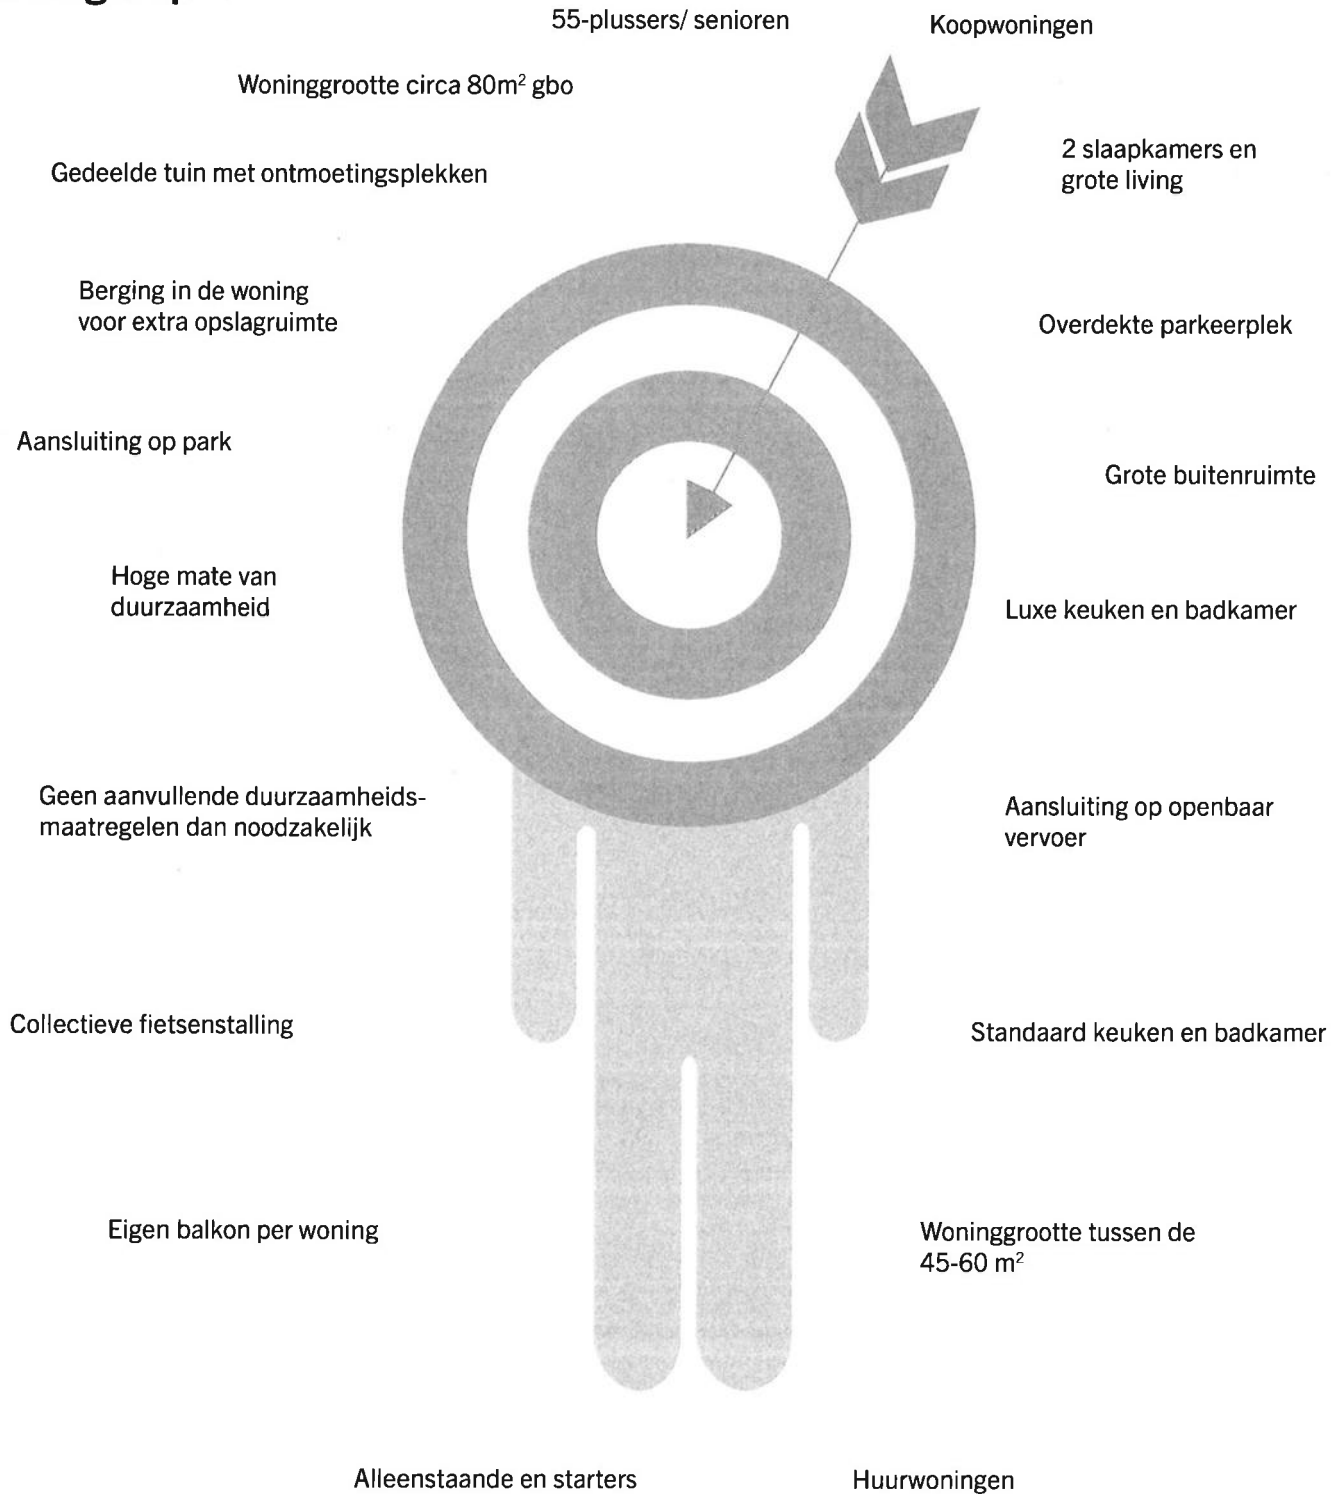 55-plussers/ senioren
Koopwoningen
Woninggrootte circa 80m² gbo
2 slaapkamers en
grote living
Gedeelde tuin met ontmoetingsplekken
Berging in de woning
voor extra opslagruimte
Overdekte parkeerplek
Aansluiting op park
Grote buitenruimte
Hoge mate van
duurzaamheid
Luxe keuken en badkamer
Geen aanvullende duurzaamheids-
maatregelen dan noodzakelijk
Aansluiting op openbaar
vervoer
Collectieve fietsenstalling
Standaard keuken en badkamer
Eigen balkon per woning
Woninggrootte tussen de
45-60 m²
Alleenstaande en starters
Huurwoningen